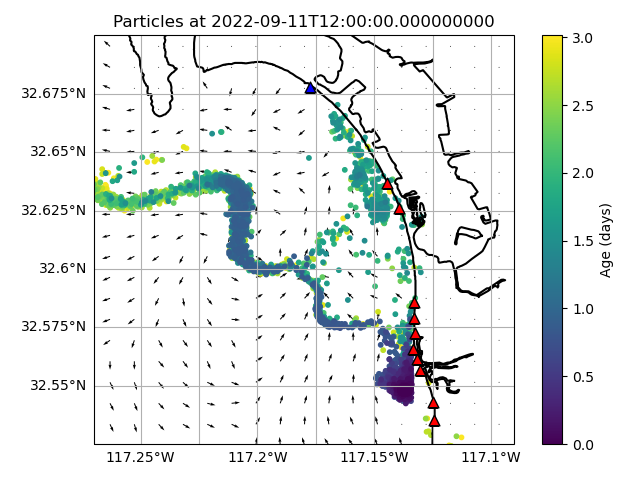 Particles at 2022-09-11T12:00:00.000000000
32.675°N
32.65°N
32.625°N
32.6°N
32.575°N
32.55°N
117.25°W
117.2°W
117.15°W
117.1°W
3.0
2.5
2.0
1.5
1.0
0.5
0.0
Age (days)